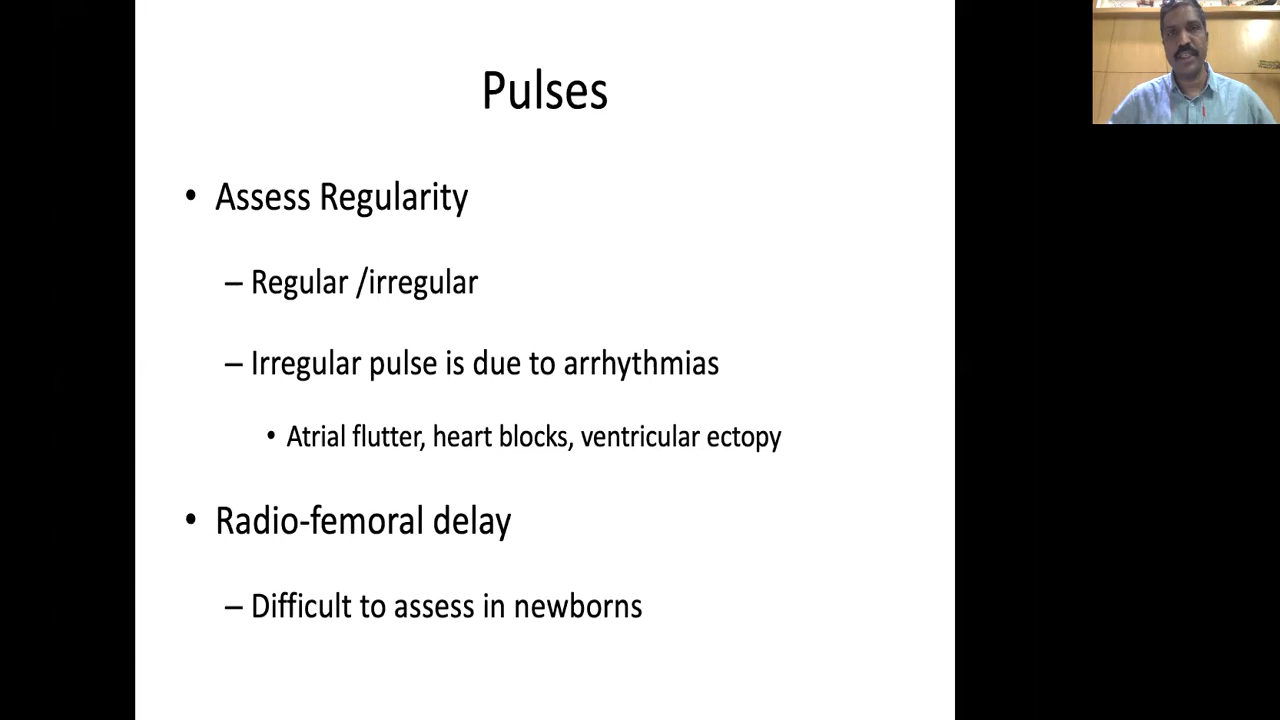 Pulses
• Assess Regularity
– Regular /irregular
– Irregular pulse is due to arrhythmias
• Atrial flutter, heart blocks, ventricular ectopy
• Radio-femoral delay
– Difficult to assess in newborns